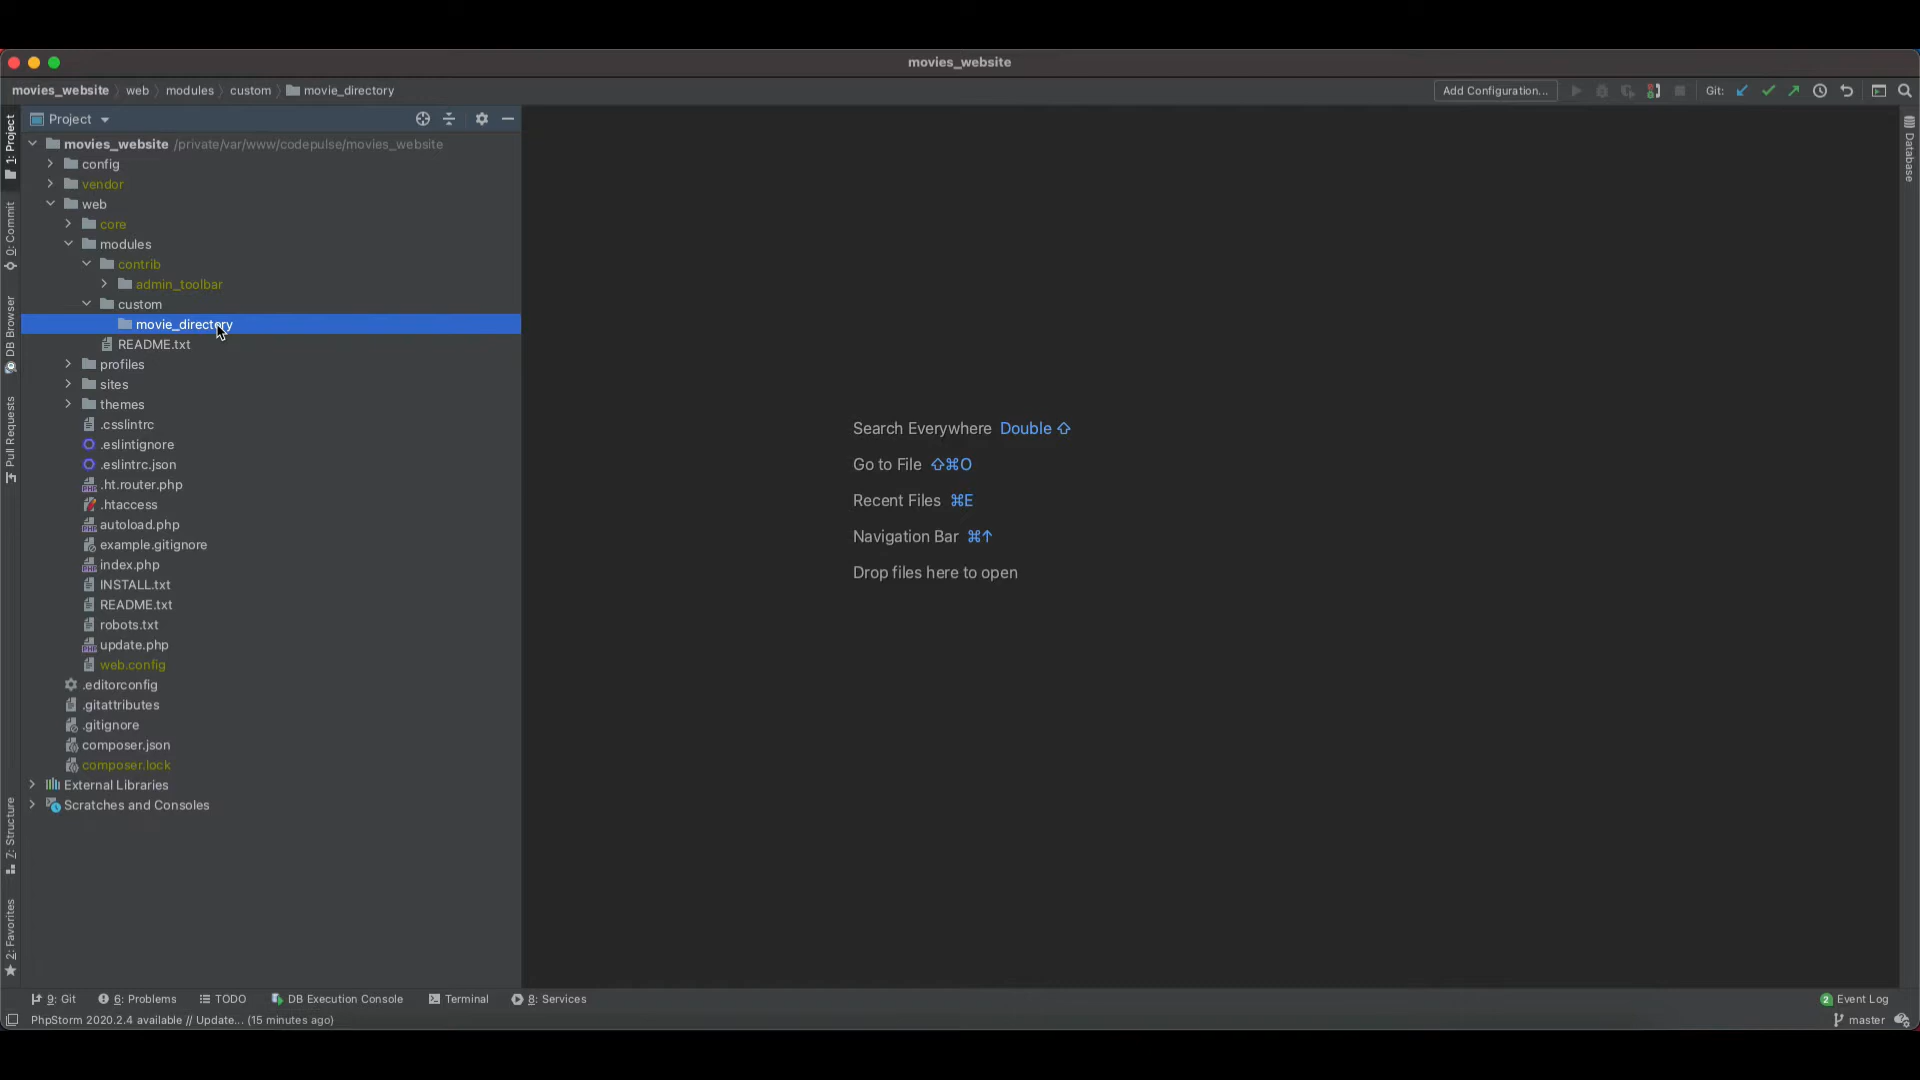 movies_website
movies_website web modules custom movie_directory
Add Configuration... Git:
Project
movies_website /private/var/www/codepulse/movies_website
config
vendor
web
core
modules
contrib
admin_toolbar
custom
movie_directory
README.txt
profiles
sites
themes
.csslintrc
.eslintignore
.eslintrc.json
.ht.router.php
.htaccess
autoload.php
example.gitignore
index.php
INSTALL.txt
README.txt
robots.txt
update.php
web.config
.editorconfig
.gitattributes
.gitignore
composer.json
composer.lock
External Libraries
Scratches and Consoles
1: Project
0: Commit
DB Browser
Pull Requests
7: Structure
2: Favorites
Search Everywhere Double ⇧
Go to File ⇧⌘O
Recent Files ⌘E
Navigation Bar ⌘↑
Drop files here to open
Database
9: Git 6: Problems TODO DB Execution Console Terminal 8: Services
2 Event Log
PhpStorm 2020.2.4 available // Update... (15 minutes ago)
master